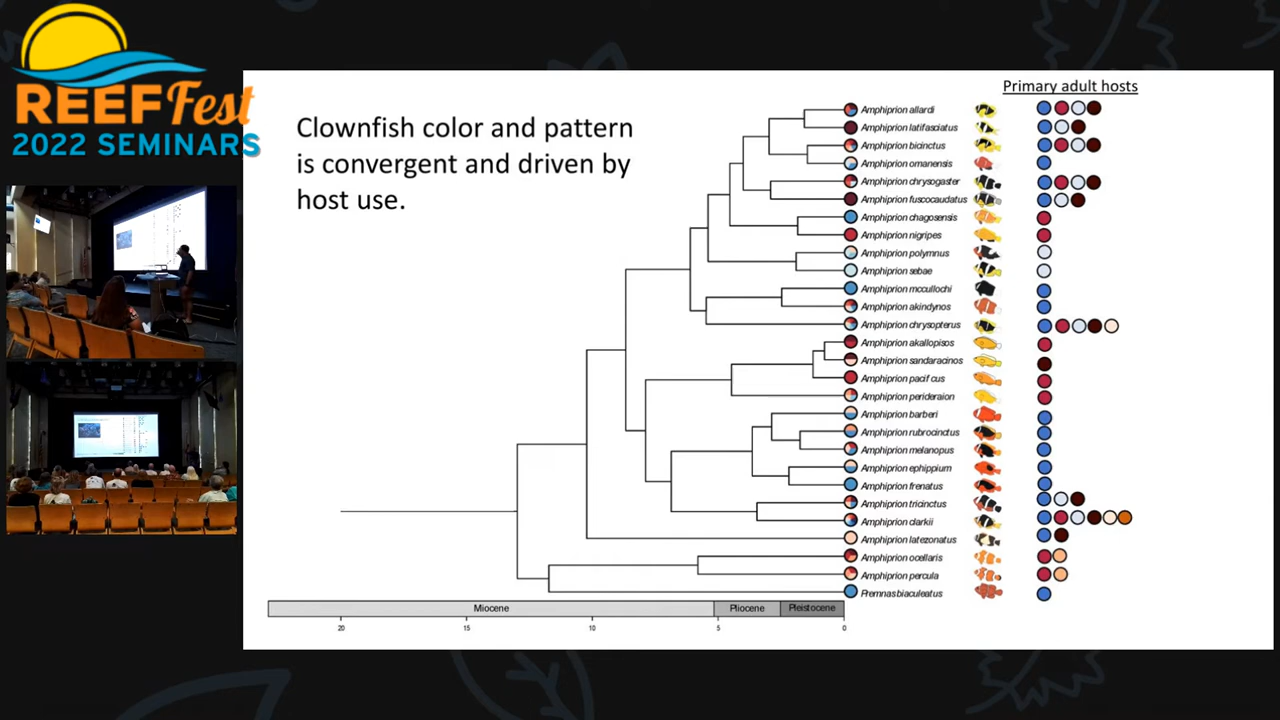 REEF Fest
2022 SEMINARS
Clownfish color and pattern
is convergent and driven by
host use.
Primary adult hosts
Amphiprion allardi
Amphiprion latifasciatus
Amphiprion bicinctus
Amphiprion omanensis
Amphiprion chrysogaster
Amphiprion fuscocaudatus
Amphiprion chagosensis
Amphiprion nigripes
Amphiprion polymnus
Amphiprion sebae
Amphiprion mccullochi
Amphiprion akindynos
Amphiprion chrysopterus
Amphiprion akallopisos
Amphiprion sandaracinos
Amphiprion pacif cus
Amphiprion perideraion
Amphiprion barberi
Amphiprion rubrocinctus
Amphiprion melanopus
Amphiprion ephippium
Amphiprion frenatus
Amphiprion tricinctus
Amphiprion clarkii
Amphiprion latezonatus
Amphiprion ocellaris
Amphiprion percula
Premnas biaculeatus
Miocene Pliocene Pleistocene
20 15 10 5 0